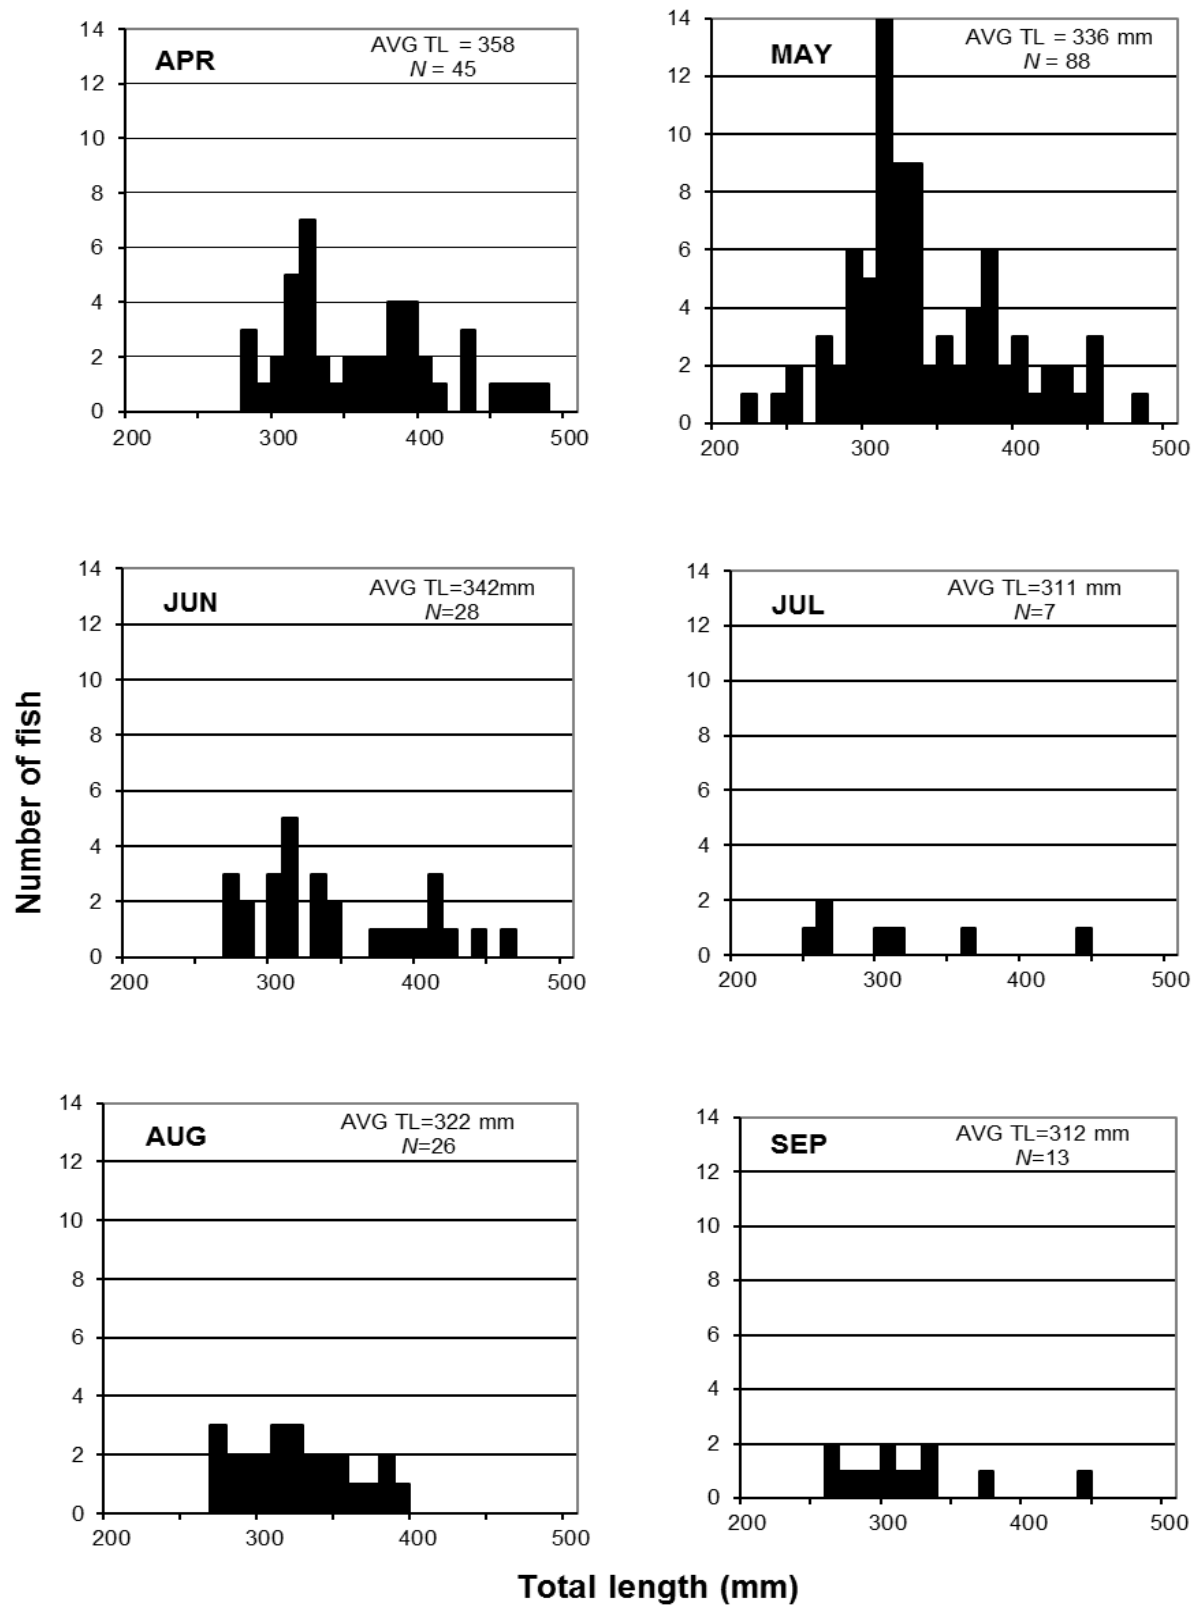 APR
AVG TL = 358
N = 45
14
12
10
8
6
4
2
0
200 300 400 500
MAY
AVG TL = 336 mm
N = 88
14
12
10
8
6
4
2
0
200 300 400 500
JUN
AVG TL=342mm
N=28
14
12
10
8
6
4
2
0
200 300 400 500
JUL
AVG TL=311 mm
N=7
14
12
10
8
6
4
2
0
200 300 400 500
Number of fish
AUG
AVG TL=322 mm
N=26
14
12
10
8
6
4
2
0
200 300 400 500
SEP
AVG TL=312 mm
N=13
14
12
10
8
6
4
2
0
200 300 400 500
Total length (mm)